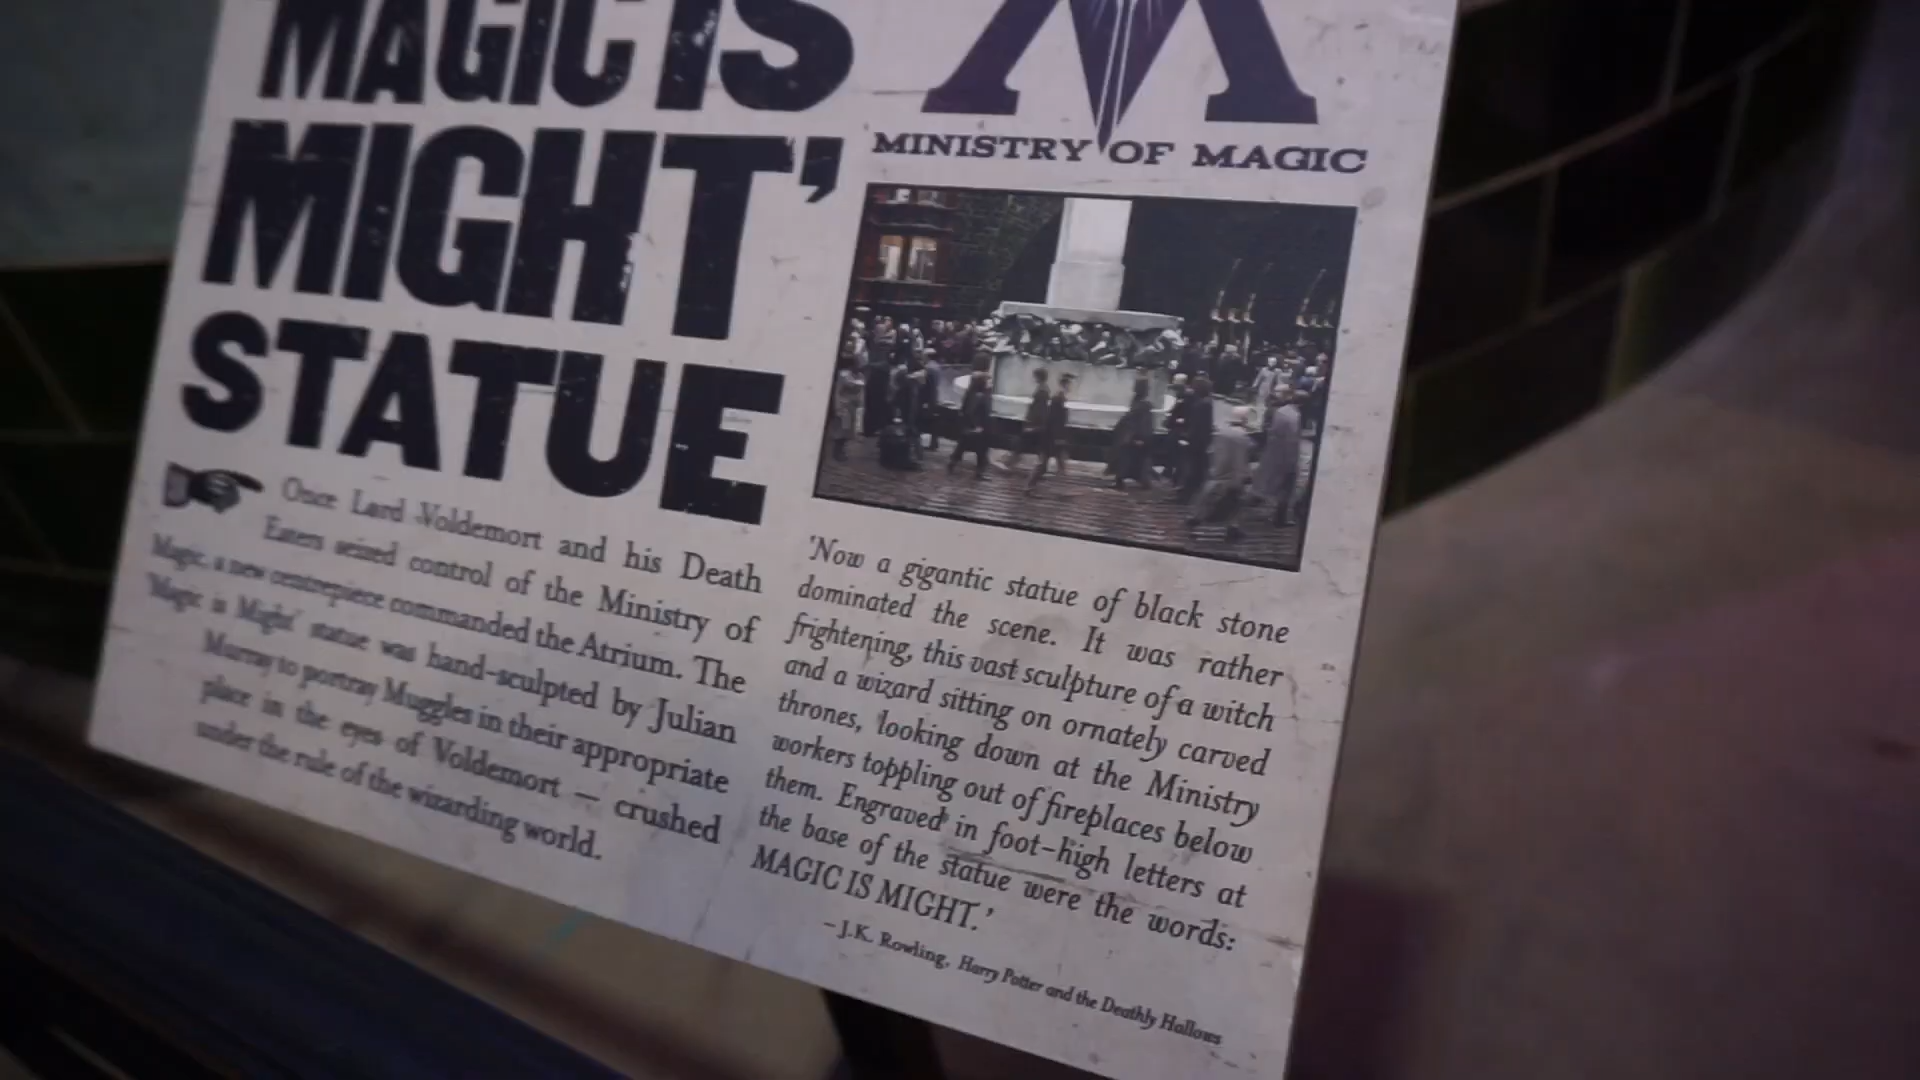 'MAGIC IS
MIGHT'
STATUE
Once Lord Voldemort and his Death
Eaters seized control of the Ministry of
Magic, a new centrepiece commanded the Atrium. The
'Magic is Might' statue was hand-sculpted by Julian
Murray to portray Muggles in their appropriate
place in the eyes of Voldemort — crushed
under the rule of the wizarding world.
M
MINISTRY OF MAGIC
'Now a gigantic statue of black stone
dominated the scene. It was rather
frightening, this vast sculpture of a witch
and a wizard sitting on ornately carved
thrones, looking down at the Ministry
workers toppling out of fireplaces below
them. Engraved in foot-high letters at
the base of the statue were the words:
MAGIC IS MIGHT.'
– J.K. Rowling, Harry Potter and the Deathly Hallows